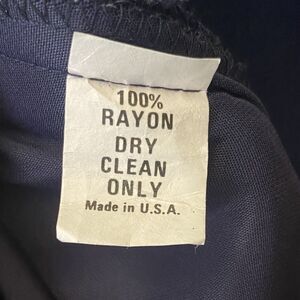 100%
RAYON
DRY
CLEAN
ONLY
Made in U.S.A.